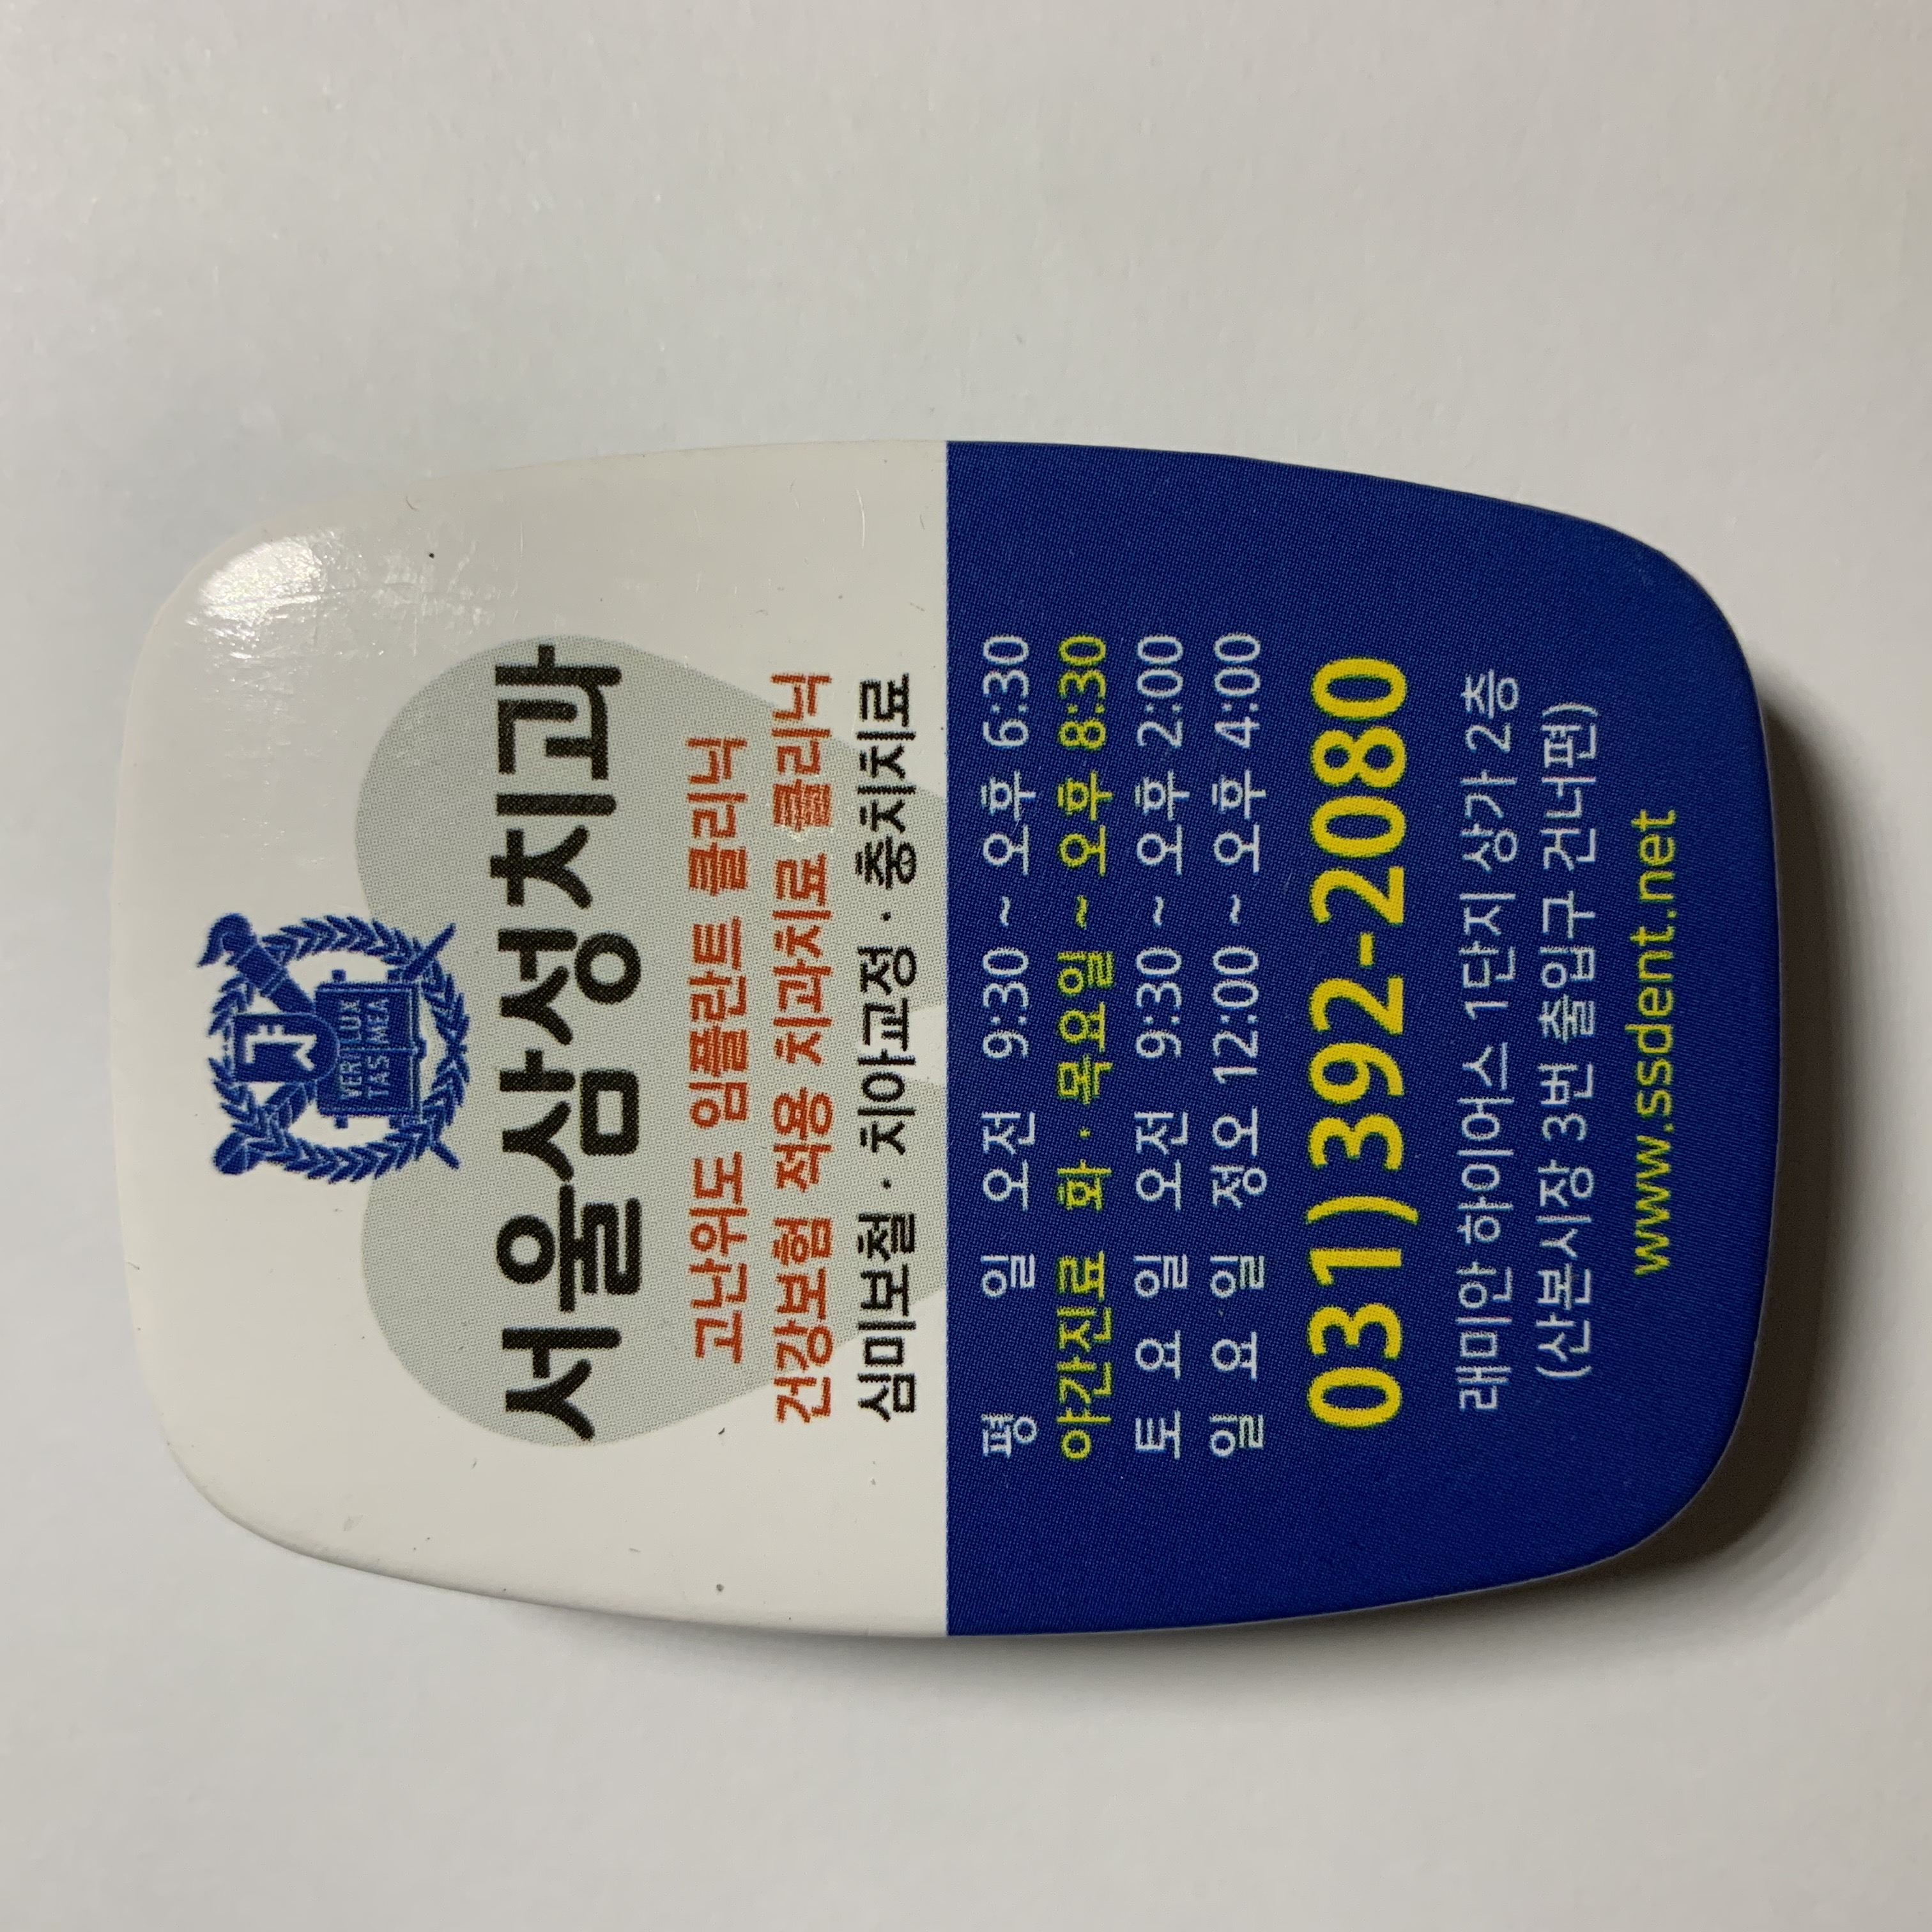 VERI LUX
TAS MEA
서울삼성치과
고난위도 임플란트 클리닉
건강보험 적용 치과치료 클리닉
심미보철 · 치아교정 · 충치치료
평 일 오전 9:30 ~ 오후 6:30
야간진료 화 · 목요일 ~ 오후 8:30
토 요 일 오전 9:30 ~ 오후 2:00
일 요 일 정오 12:00 ~ 오후 4:00
031)392-2080
래미안 하이어스 1단지 상가 2층
(산본시장 3번 출입구 건너편)
www.ssdent.net